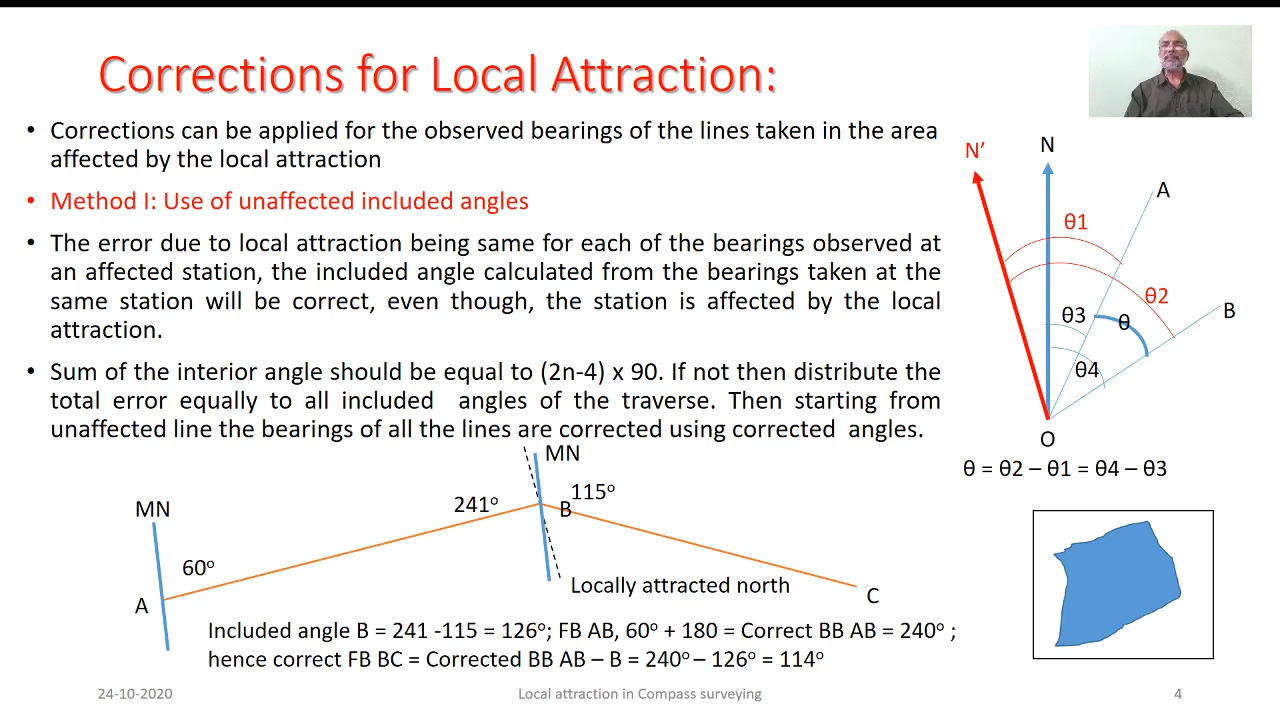 Corrections for Local Attraction:
• Corrections can be applied for the observed bearings of the lines taken in the area
affected by the local attraction
• Method I: Use of unaffected included angles
• The error due to local attraction being same for each of the bearings observed at
an affected station, the included angle calculated from the bearings taken at the
same station will be correct, even though, the station is affected by the local
attraction.
• Sum of the interior angle should be equal to (2n-4) x 90. If not then distribute the
total error equally to all included angles of the traverse. Then starting from
unaffected line the bearings of all the lines are corrected using corrected angles.
N’
N
A
θ1
θ2
B
θ3
θ
θ4
O
θ = θ2 – θ1 = θ4 – θ3
MN
MN
241º
115º
B
60º
A
Locally attracted north
C
Included angle B = 241 -115 = 126º; FB AB, 60º + 180 = Correct BB AB = 240º ;
hence correct FB BC = Corrected BB AB – B = 240º – 126º = 114º
24-10-2020
Local attraction in Compass surveying
4